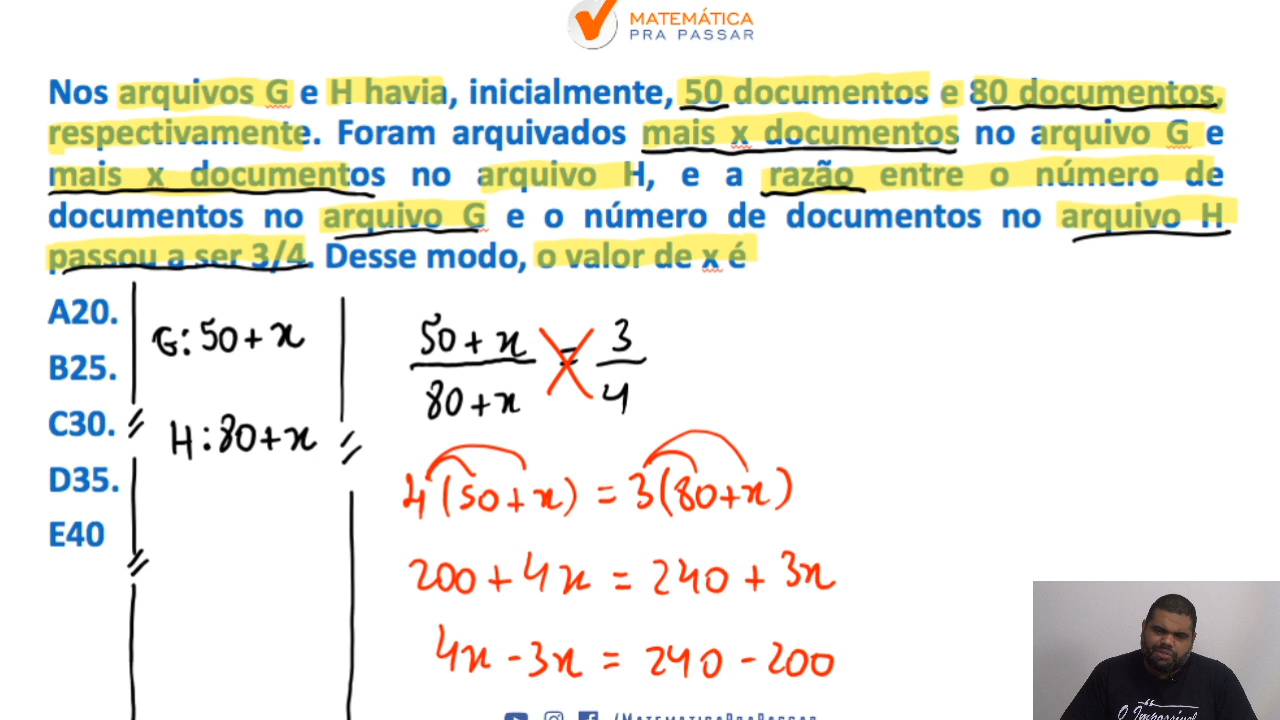 MATEMÁTICA
PRA PASSAR
Nos arquivos G e H havia, inicialmente, 50 documentos e 80 documentos,
respectivamente. Foram arquivados mais x documentos no arquivo G e
mais x documentos no arquivo H, e a razão entre o número de
documentos no arquivo G e o número de documentos no arquivo H
passou a ser 3/4. Desse modo, o valor de x é
A20.
B25.
C30.
D35.
E40
G: 50 + x
H: 80 + x
50 + x
80 + x
=
3
4
4 (50 + x) = 3 (80 + x)
200 + 4x = 240 + 3x
4x - 3x = 240 - 200
/MATEMATICAPRAPASSAR
O Impossível